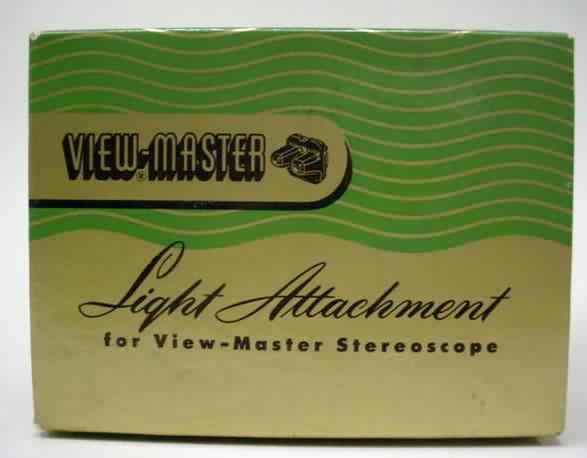 VIEW-MASTER
®
Light Attachment
for View-Master Stereoscope